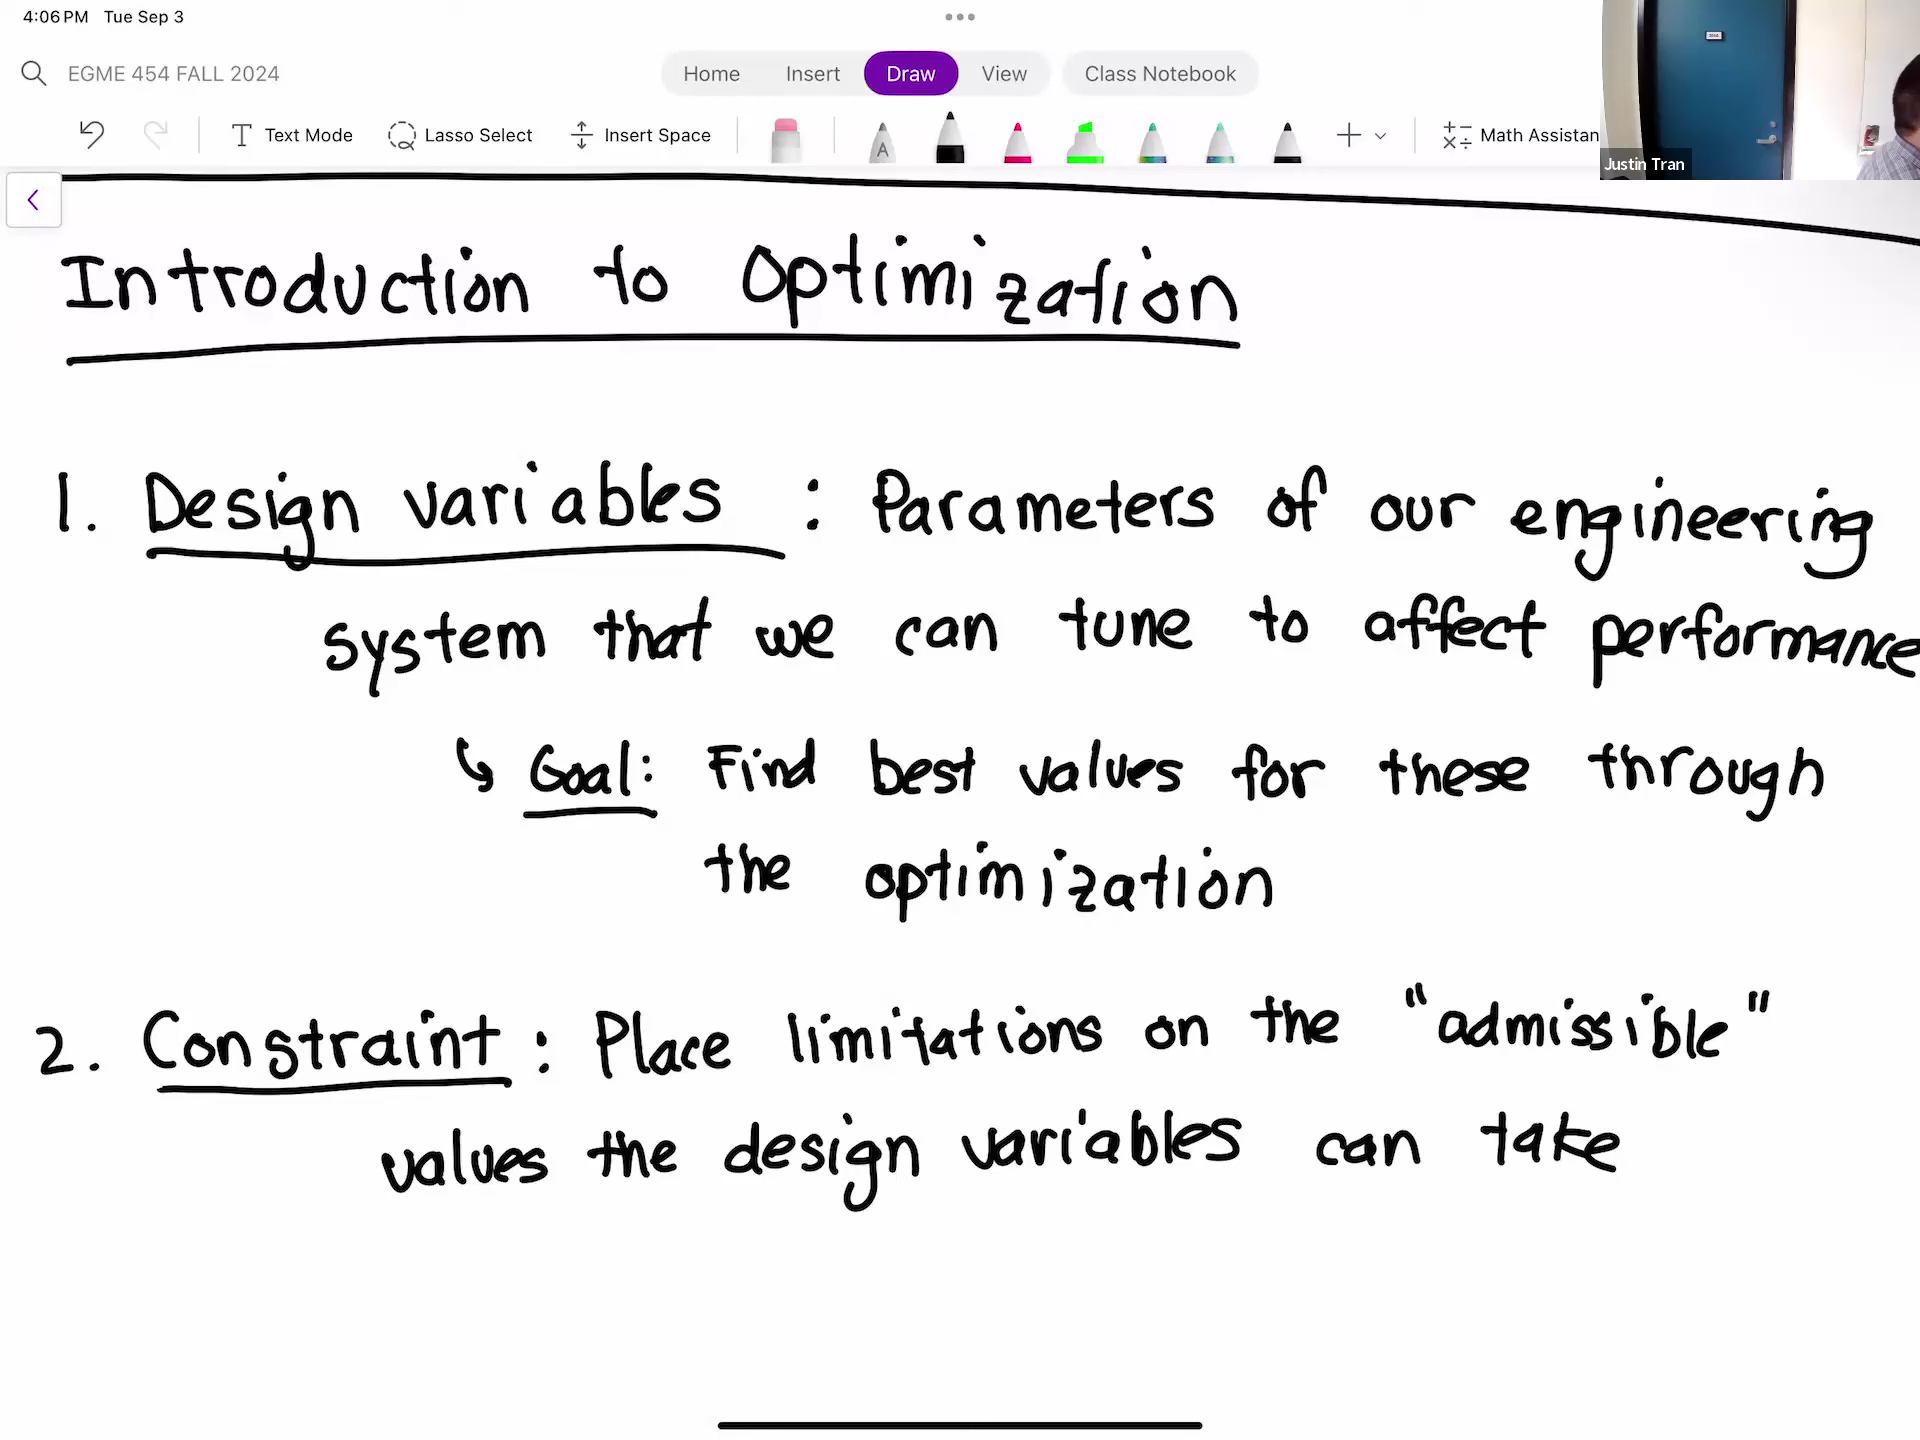 4:06 PM Tue Sep 3
EGME 454 FALL 2024
Home Insert Draw View Class Notebook
Text Mode Lasso Select Insert Space A Math Assistan
Justin Tran
Introduction to Optimization
1. Design variables : Parameters of our engineering
system that we can tune to affect performance
Goal: Find best values for these through
the optimization
2. Constraint : Place limitations on the "admissible"
values the design variables can take